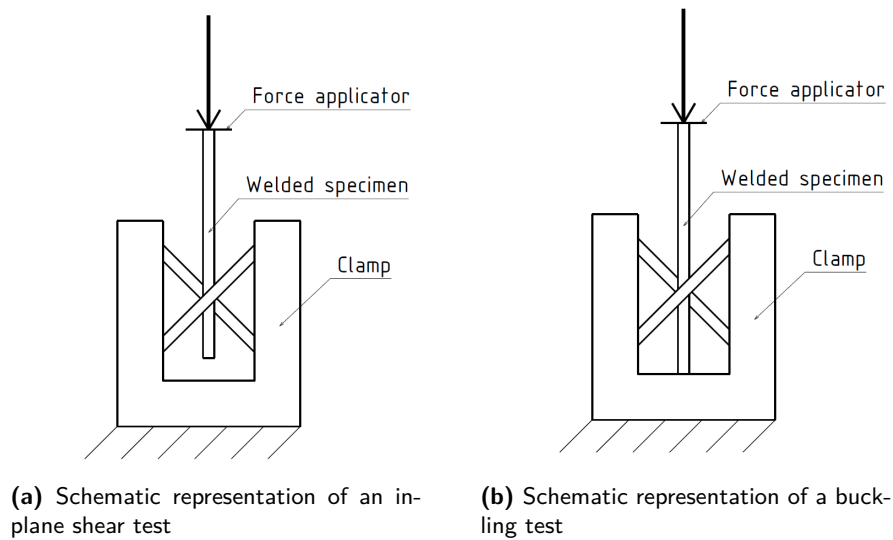 Force applicator
Welded specimen
Clamp
(a) Schematic representation of an in-
plane shear test
Force applicator
Welded specimen
Clamp
(b) Schematic representation of a buck-
ling test